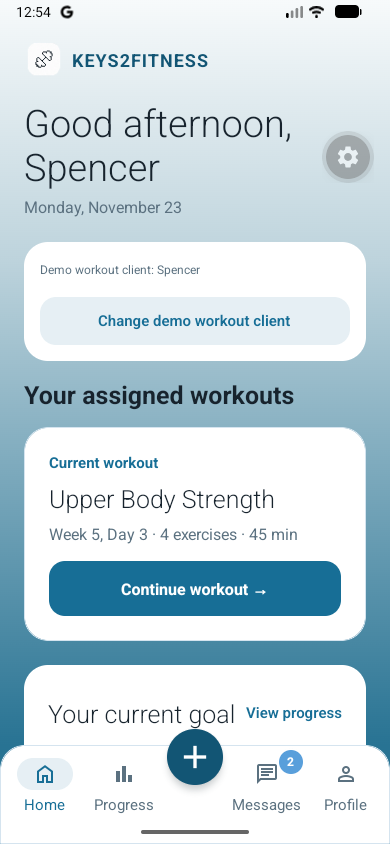 12:54 G
KEYS2FITNESS
Good afternoon,
Spencer
Monday, November 23
Demo workout client: Spencer
Change demo workout client
Your assigned workouts
Current workout
Upper Body Strength
Week 5, Day 3 · 4 exercises · 45 min
Continue workout →
Your current goal View progress
2
Home Progress Messages Profile